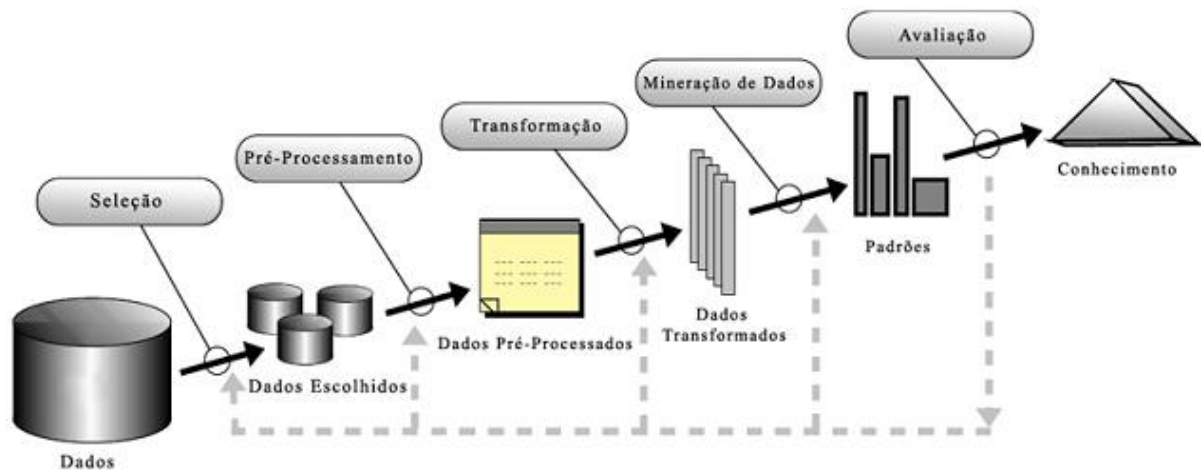 Avaliação
Mineração de Dados
Transformação
Pré-Processamento
Seleção
Conhecimento
Padrões
Dados
Transformados
Dados Pré-Processados
Dados Escolhidos
Dados